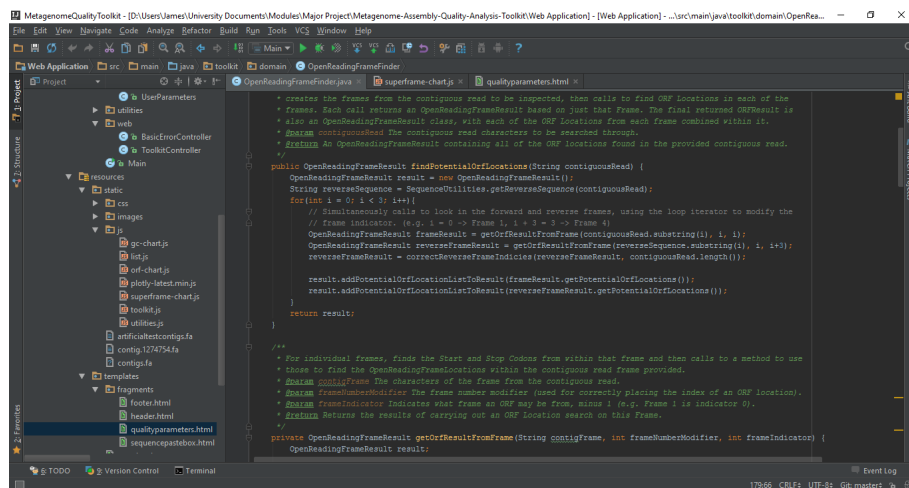 MetagenomeQualityToolkit - [D:\Users\James\University Documents\Modules\Major Project\Metagenome-Assembly-Quality-Analysis-Toolkit\Web Application] - [Web Application] - ...\src\main\java\toolkit\domain\OpenRea...
File Edit View Navigate Code Analyze Refactor Build Run Tools VCS Window Help
Main
Web Application src main java toolkit domain OpenReadingFrameFinder
Project
OpenReadingFrameFinder.java
superframe-chart.js
qualityparameters.html
1: Project
7: Structure
2: Favorites
UserParameters
utilities
web
BasicErrorController
ToolkitController
Main
resources
static
css
images
js
gc-chart.js
list.js
orf-chart.js
plotly-latest.min.js
superframe-chart.js
toolkit.js
utilities.js
artificialtestcontigs.fa
contig.1274754.fa
contigs.fa
templates
fragments
footer.html
header.html
qualityparameters.html
sequencepastebox.html
* creates the frames from the contiguous read to be inspected, then calls to find ORF Locations in each of the
* frames. Each call returns an OpenReadingFrameResult based on just that Frame. The final returned ORFResult is
* also an OpenReadingFrameResult class, with each of the ORF Locations from each frame combined within it.
* @param contiguousRead The contiguous read characters to be searched through.
* @return An OpenReadingFrameResult containing all of the ORF locations found in the provided contiguous read.
*/
public OpenReadingFrameResult findPotentialOrfLocations(String contiguousRead) {
OpenReadingFrameResult result = new OpenReadingFrameResult();
String reverseSequence = SequenceUtilities.getReverseSequence(contiguousRead);
for(int i = 0; i < 3; i++){
// Simultaneously calls to look in the forward and reverse frames, using the loop iterator to modify the
// frame indicator. (e.g. i = 0 -> Frame 1, i + 3 = 3 -> Frame 4)
OpenReadingFrameResult frameResult = getOrfResultFromFrame(contiguousRead.substring(i), i, i);
OpenReadingFrameResult reverseFrameResult = getOrfResultFromFrame(reverseSequence.substring(i), i, i+3);
reverseFrameResult = correctReverseFrameIndicies(reverseFrameResult, contiguousRead.length());
result.addPotentialOrfLocationListToResult(frameResult.getPotentialOrfLocations());
result.addPotentialOrfLocationListToResult(reverseFrameResult.getPotentialOrfLocations());
}
return result;
}
/**
* For individual frames, finds the Start and Stop Codons from within that frame and then calls to a method to use
* those to find the OpenReadingFrameLocations within the contiguous read frame provided.
* @param contigFrame The characters of the frame from the contiguous read.
* @param frameNumberModifier The frame number modifier (used for correctly placing the index of an ORF location).
* @param frameIndicator Indicates what frame an ORF may be from, minus 1 (e.g. Frame 1 is indicator 0).
* @return Returns the results of carrying out an ORF Location search on this Frame.
*/
private OpenReadingFrameResult getOrfResultFromFrame(String contigFrame, int frameNumberModifier, int frameIndicator) {
OpenReadingFrameResult result;
6: TODO 9: Version Control Terminal Event Log
179:66 CRLF UTF-8 Git: master